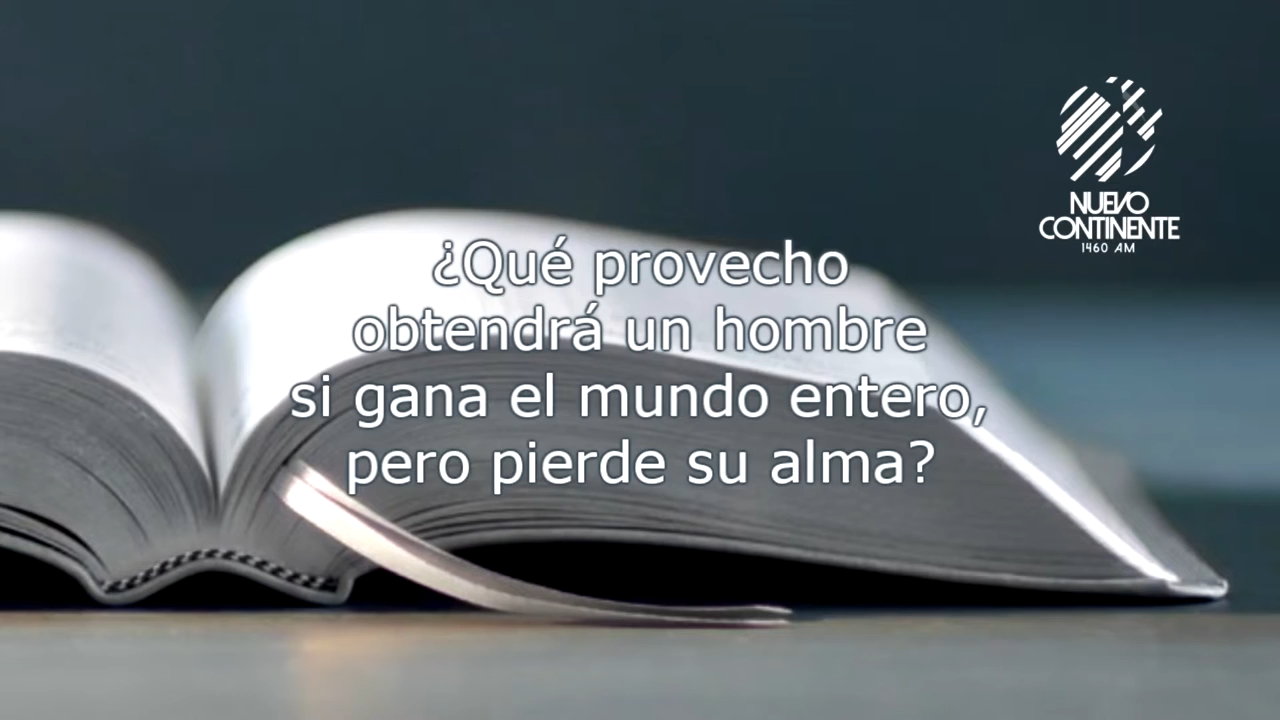 NUEVO
CONTINENTE
1460 AM
¿Qué provecho
obtendrá un hombre
si gana el mundo entero,
pero pierde su alma?